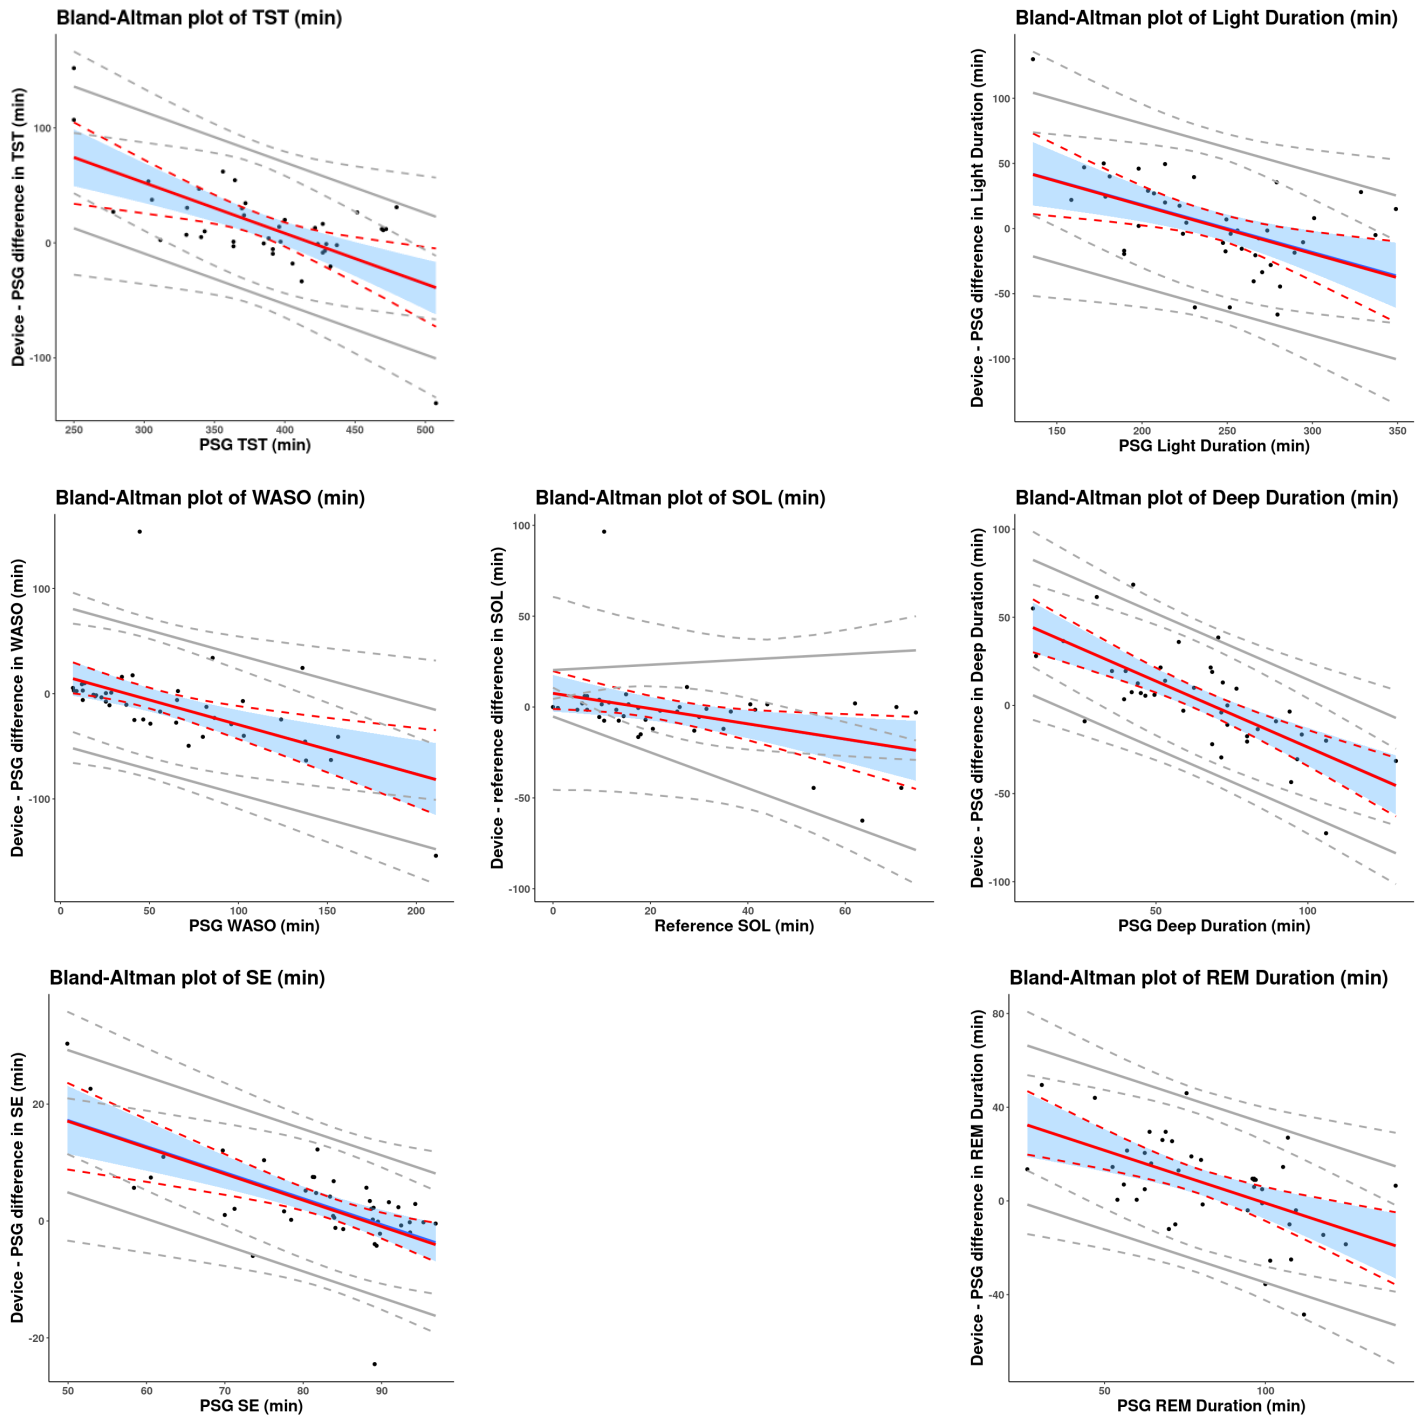 Bland-Altman plot of TST (min)
Device - PSG difference in TST (min)
100
0
-100
250 300 350 400 450 500
PSG TST (min)
Bland-Altman plot of Light Duration (min)
Device - PSG difference in Light Duration (min)
100
50
0
-50
-100
150 200 250 300 350
PSG Light Duration (min)
Bland-Altman plot of WASO (min)
Device - PSG difference in WASO (min)
100
0
-100
0 50 100 150 200
PSG WASO (min)
Bland-Altman plot of SOL (min)
Device - reference difference in SOL (min)
100
50
0
-50
-100
0 20 40 60
Reference SOL (min)
Bland-Altman plot of Deep Duration (min)
Device - PSG difference in Deep Duration (min)
100
50
0
-50
-100
50 100
PSG Deep Duration (min)
Bland-Altman plot of SE (min)
Device - PSG difference in SE (min)
20
0
-20
50 60 70 80 90
PSG SE (min)
Bland-Altman plot of REM Duration (min)
Device - PSG difference in REM Duration (min)
80
40
0
-40
50 100
PSG REM Duration (min)